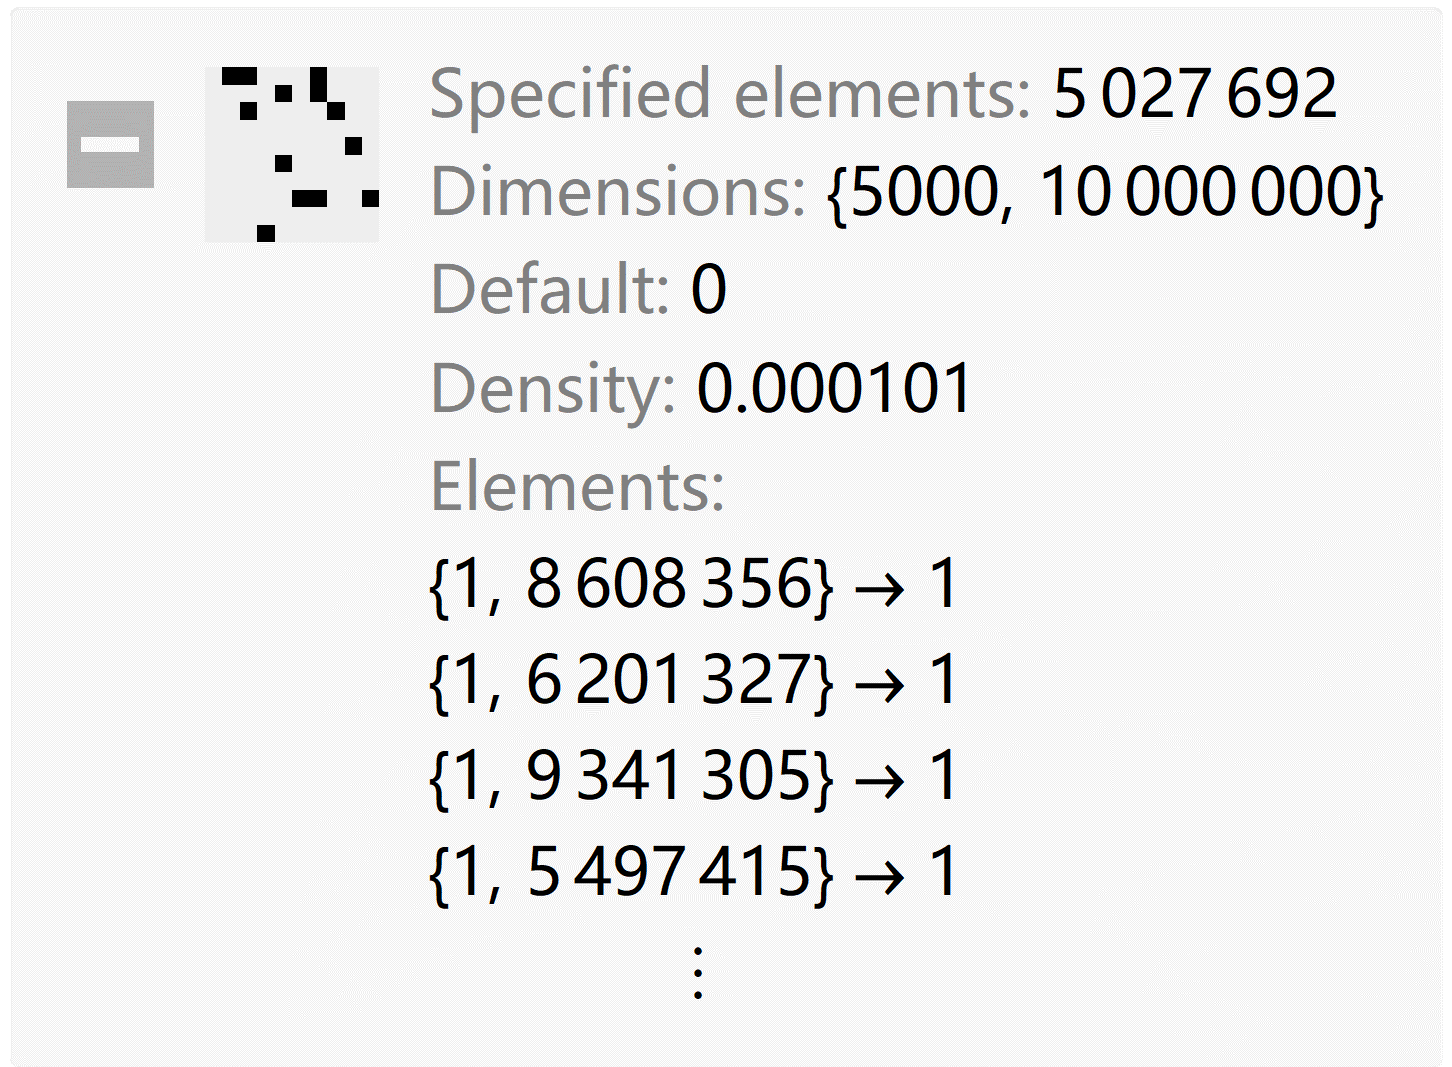 Specified elements: 5 027 692
Dimensions: {5000, 10 000 000}
Default: 0
Density: 0.000101
Elements:
{1, 8 608 356} → 1
{1, 6 201 327} → 1
{1, 9 341 305} → 1
{1, 5 497 415} → 1
⋮